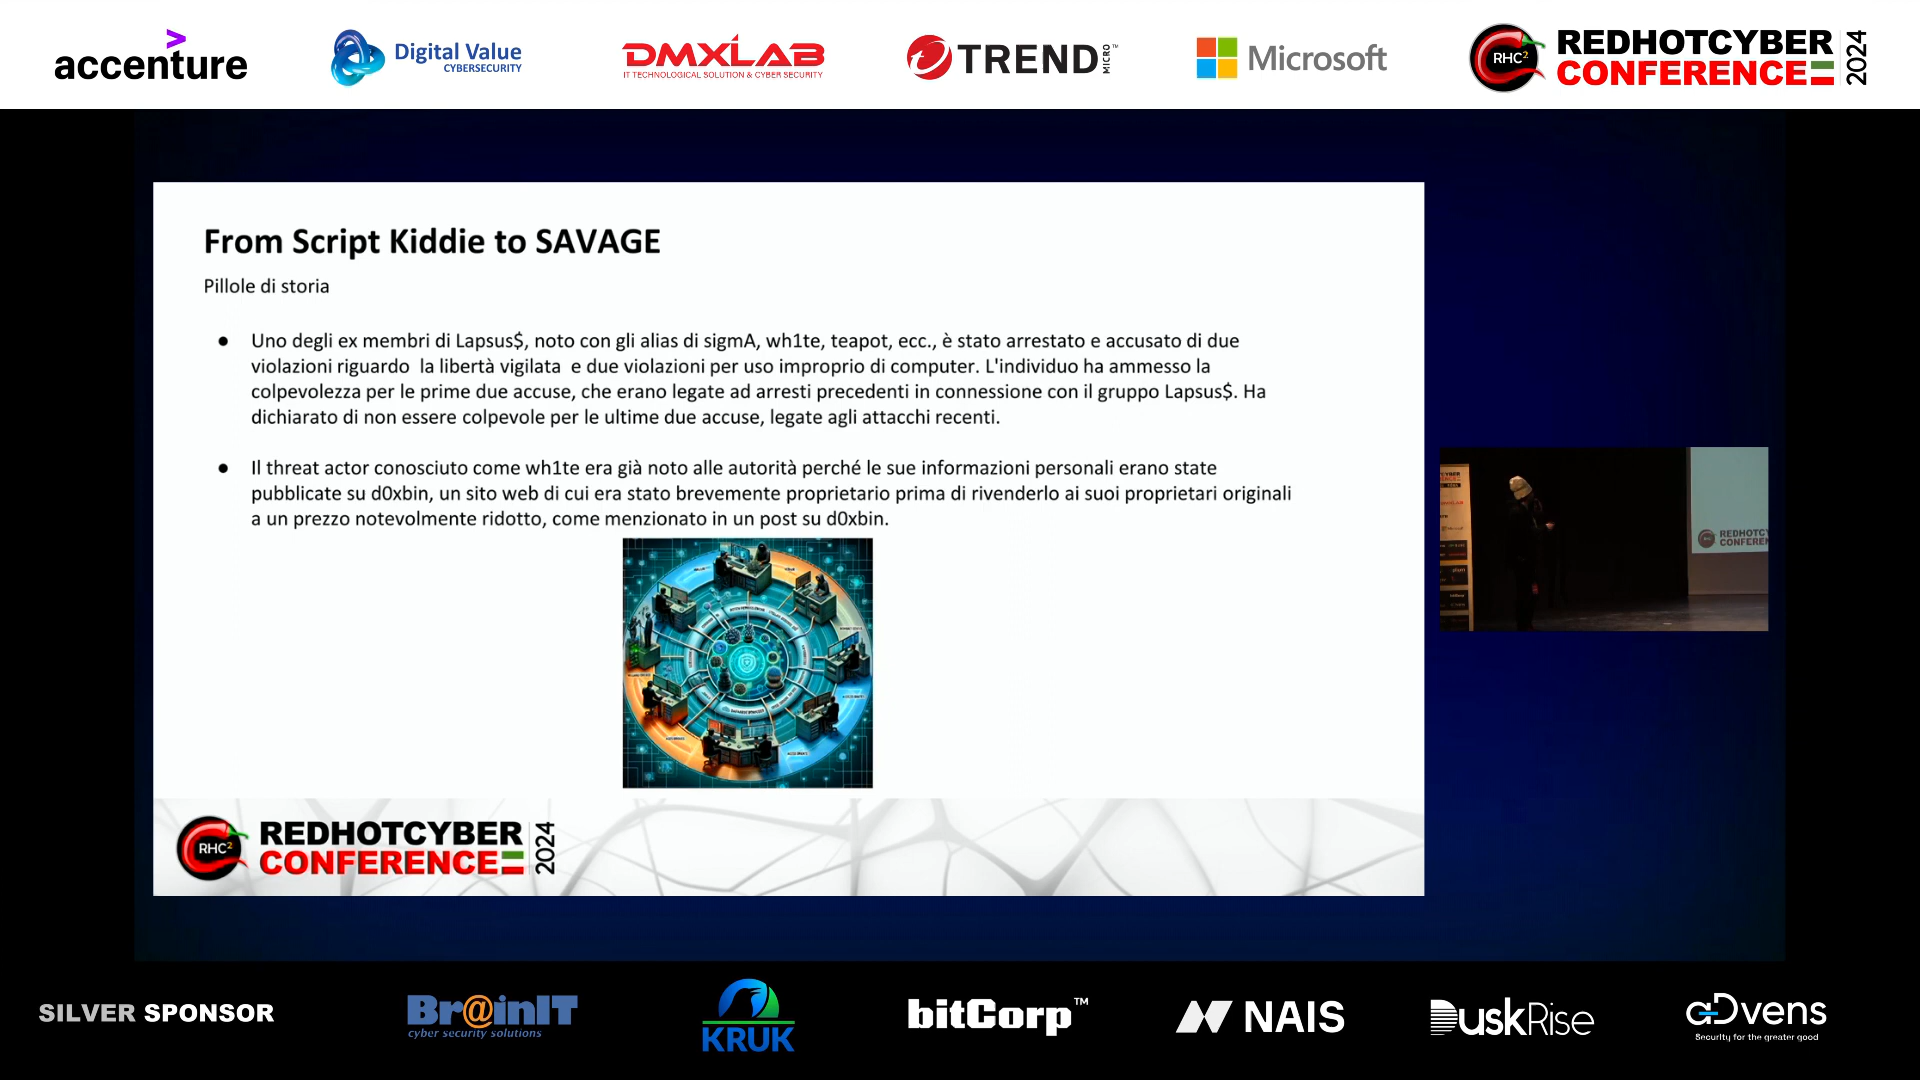 accenture
Digital Value
CYBERSECURITY
DMXLAB
IT TECHNOLOGICAL SOLUTION & CYBER SECURITY
TREND MICRO™
Microsoft
RHC²
REDHOTCYBER
CONFERENCE
2024
From Script Kiddie to SAVAGE
Pillole di storia
● Uno degli ex membri di Lapsus$, noto con gli alias di sigmA, wh1te, teapot, ecc., è stato arrestato e accusato di due
violazioni riguardo la libertà vigilata e due violazioni per uso improprio di computer. L'individuo ha ammesso la
colpevolezza per le prime due accuse, che erano legate ad arresti precedenti in connessione con il gruppo Lapsus$. Ha
dichiarato di non essere colpevole per le ultime due accuse, legate agli attacchi recenti.
● Il threat actor conosciuto come wh1te era già noto alle autorità perché le sue informazioni personali erano state
pubblicate su d0xbin, un sito web di cui era stato brevemente proprietario prima di rivenderlo ai suoi proprietari originali
a un prezzo notevolmente ridotto, come menzionato in un post su d0xbin.
RHC²
REDHOTCYBER
CONFERENCE
2024
REDHOTCY
CONFEREN
SILVER SPONSOR
Br@inIT
cyber security solutions
KRUK
bitCorp™
NAIS
DuskRise
aDvens
Security for the greater good